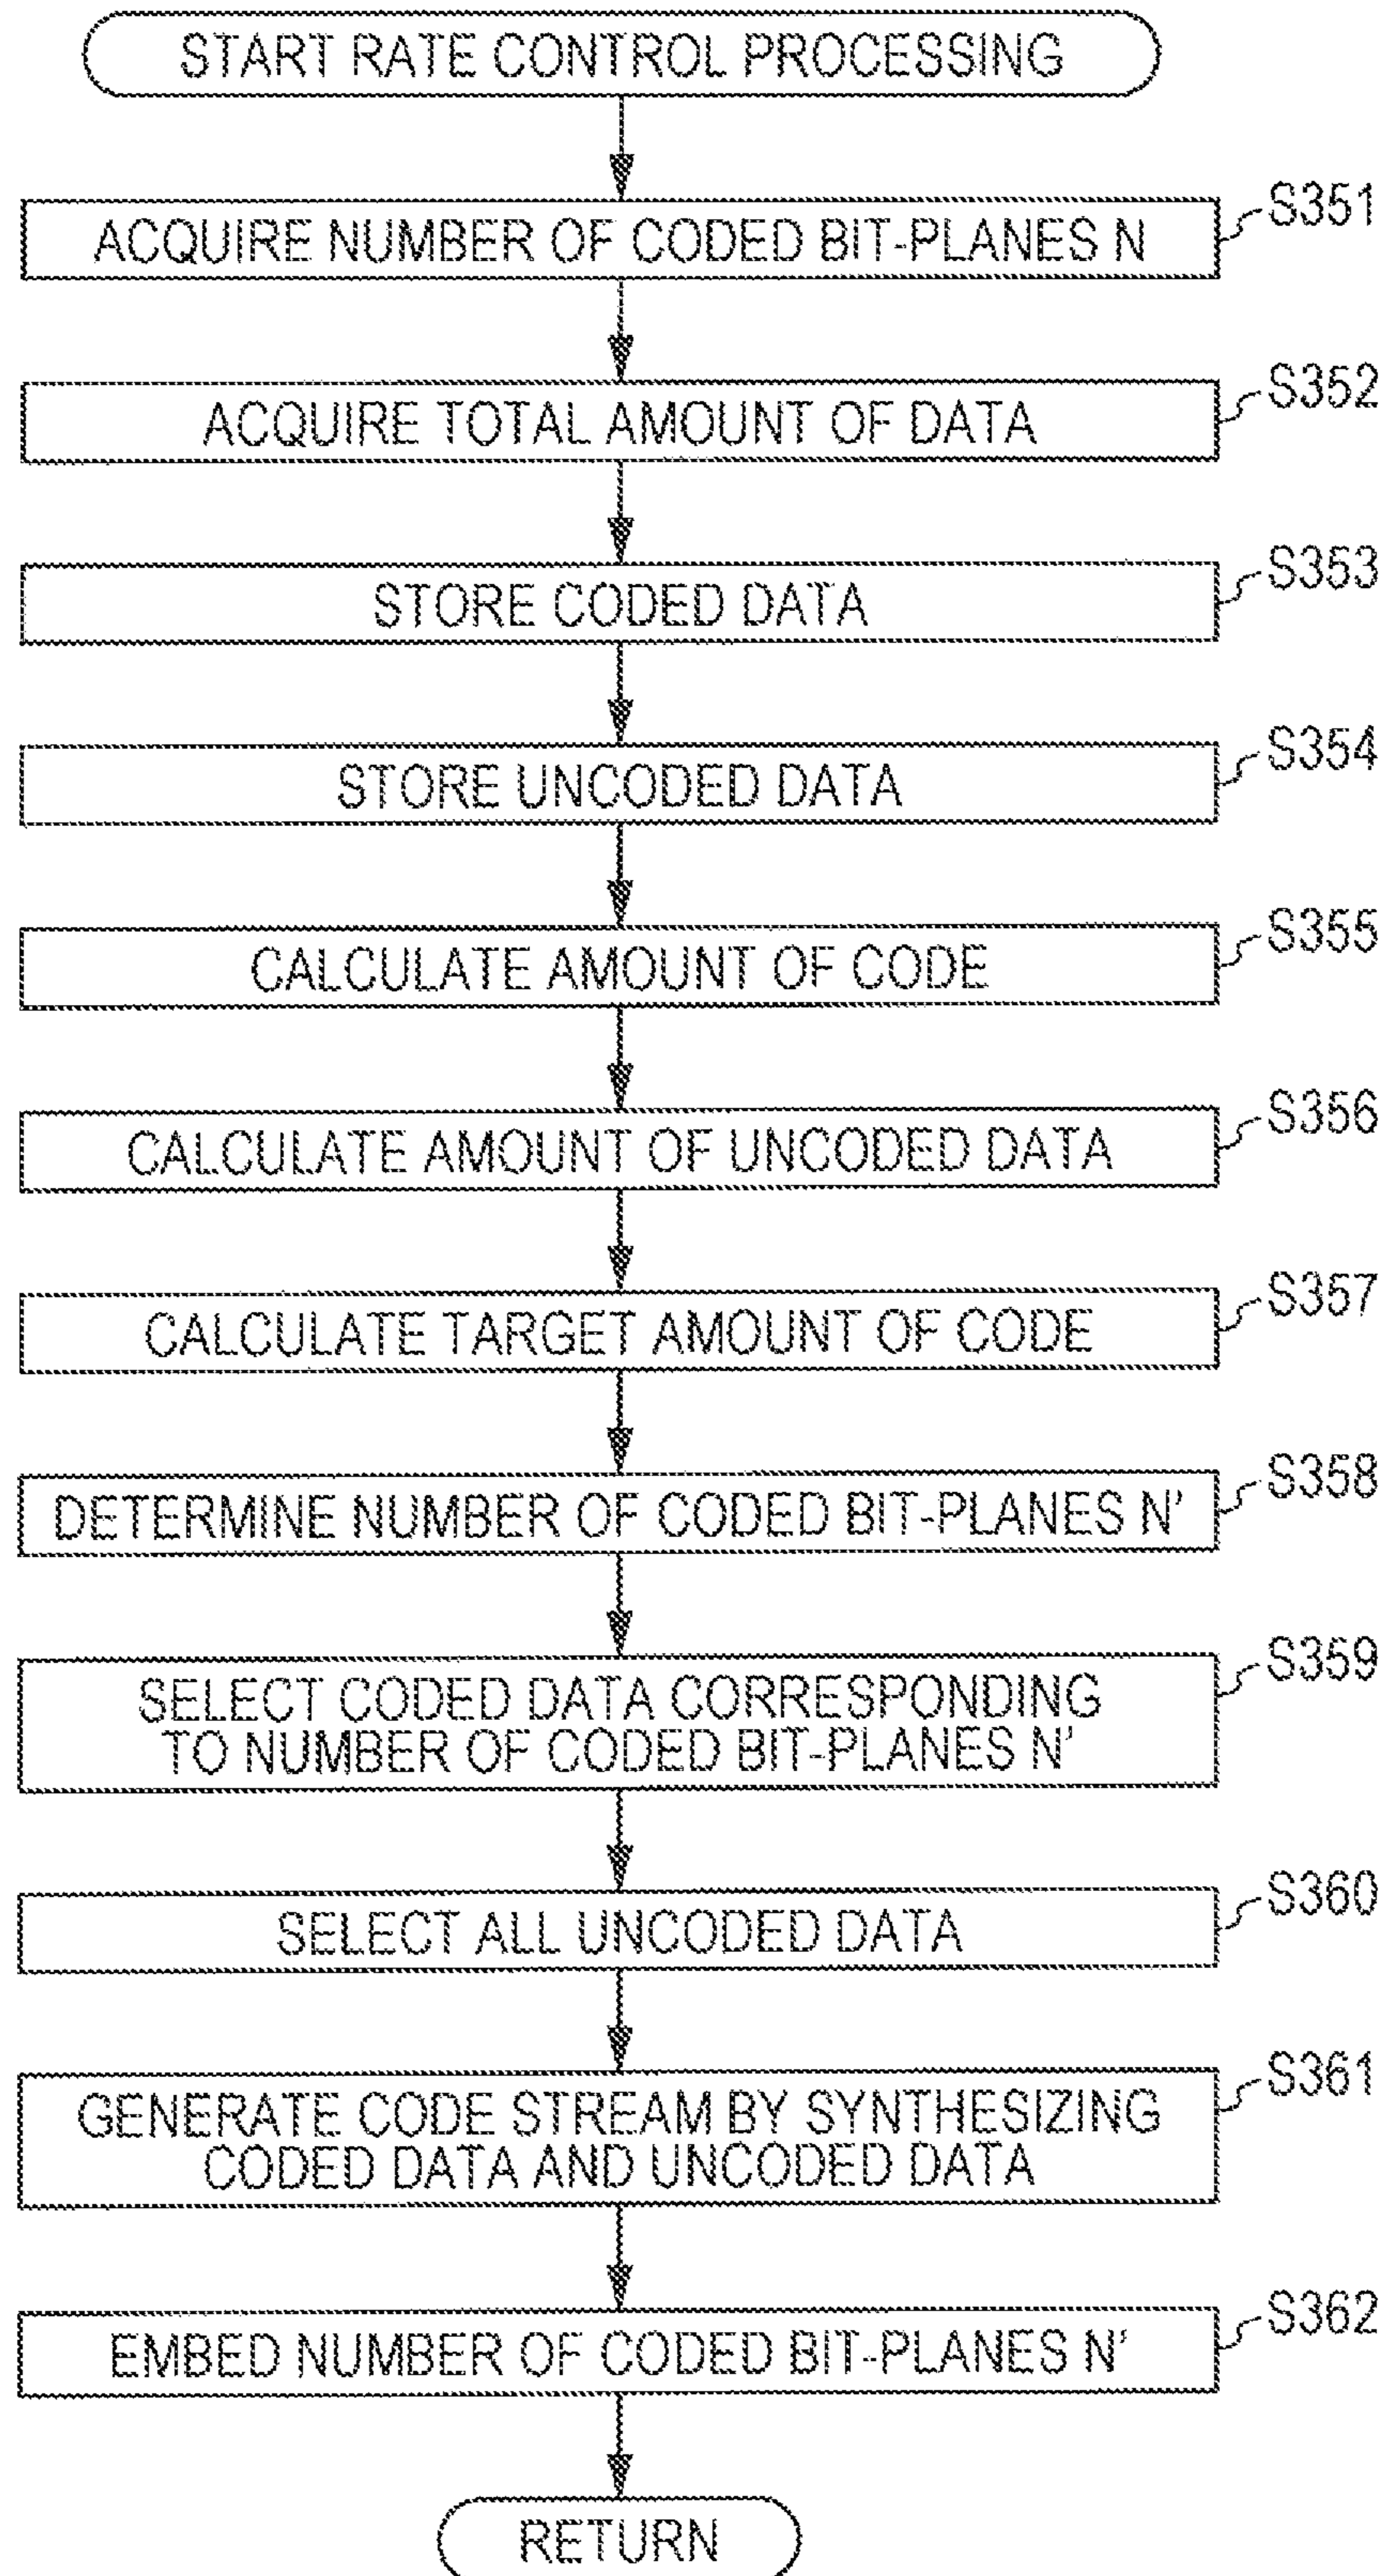 START RATE CONTROL PROCESSING
ACQUIRE NUMBER OF CODED BIT-PLANES N
S351
ACQUIRE TOTAL AMOUNT OF DATA
S352
STORE CODED DATA
S353
STORE UNCODED DATA
S354
CALCULATE AMOUNT OF CODE
S355
CALCULATE AMOUNT OF UNCODED DATA
S356
CALCULATE TARGET AMOUNT OF CODE
S357
DETERMINE NUMBER OF CODED BIT-PLANES N'
S358
SELECT CODED DATA CORRESPONDING
TO NUMBER OF CODED BIT-PLANES N'
S359
SELECT ALL UNCODED DATA
S360
GENERATE CODE STREAM BY SYNTHESIZING
CODED DATA AND UNCODED DATA
S361
EMBED NUMBER OF CODED BIT-PLANES N'
S362
RETURN